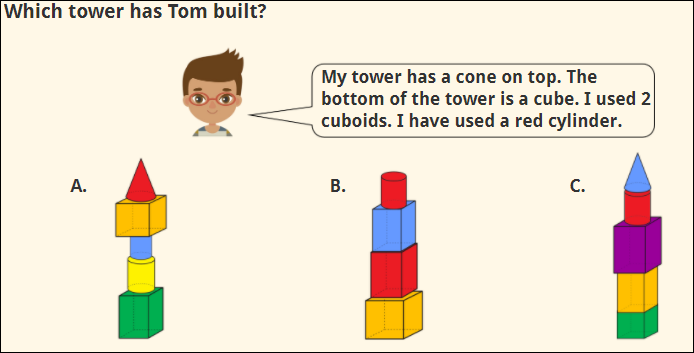 Which tower has Tom built?
My tower has a cone on top. The
bottom of the tower is a cube. I used 2
cuboids. I have used a red cylinder.
A.
B.
C.